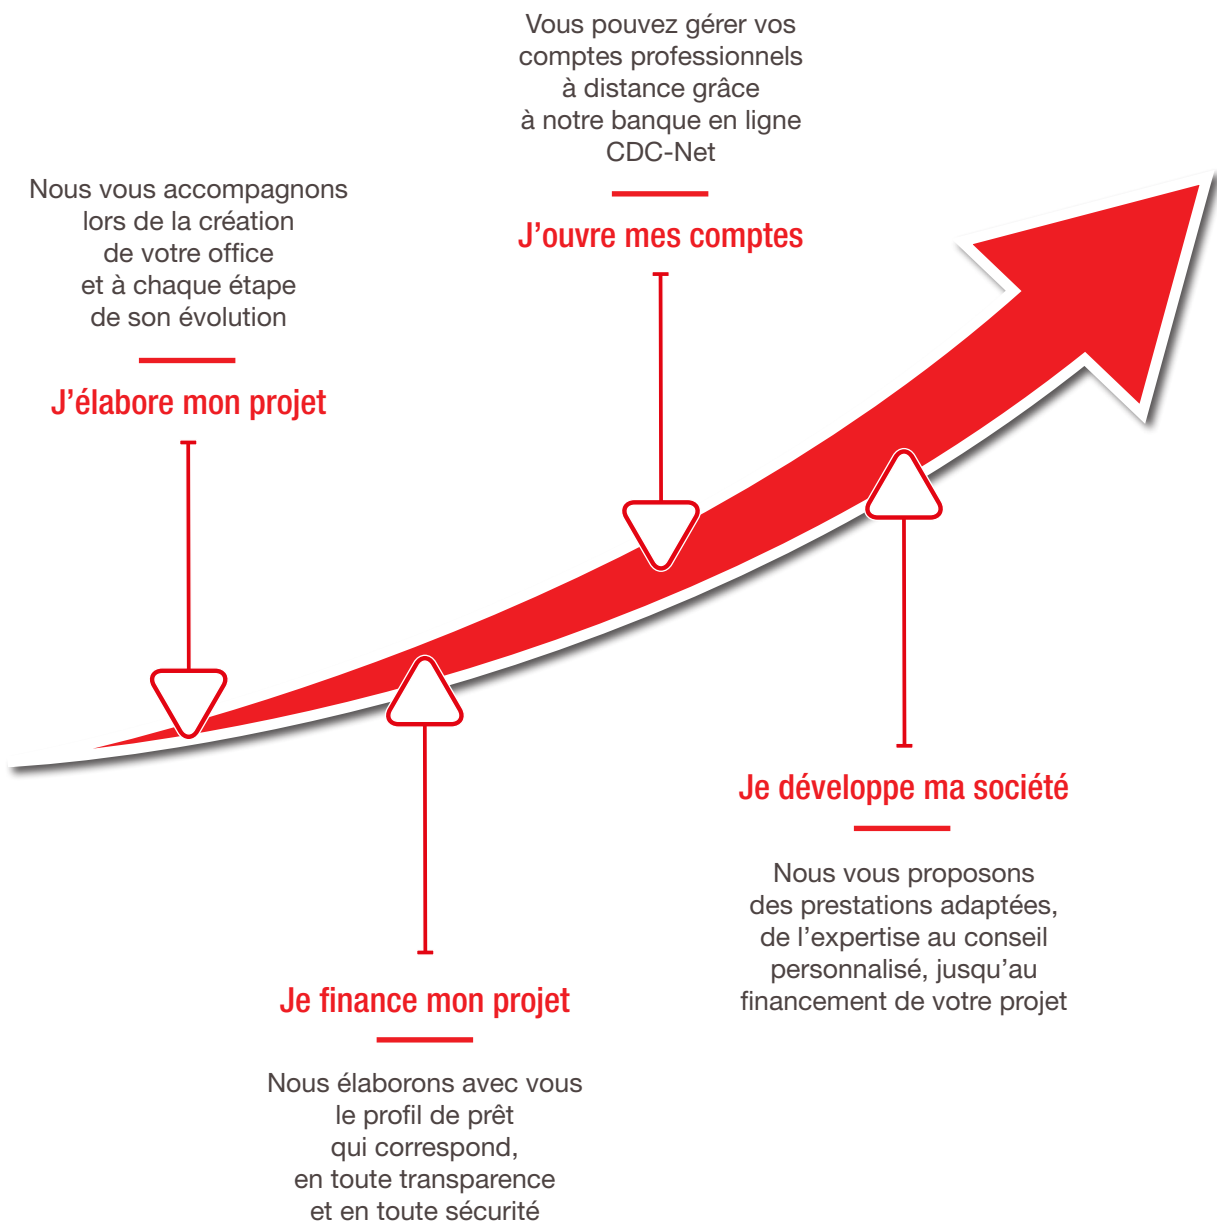 Nous vous accompagnons
lors de la création
de votre office
et à chaque étape
de son évolution
J’élabore mon projet
Vous pouvez gérer vos
comptes professionnels
à distance grâce
à notre banque en ligne
CDC-Net
J’ouvre mes comptes
Je finance mon projet
Nous élaborons avec vous
le profil de prêt
qui correspond,
en toute transparence
et en toute sécurité
Je développe ma société
Nous vous proposons
des prestations adaptées,
de l’expertise au conseil
personnalisé, jusqu’au
financement de votre projet